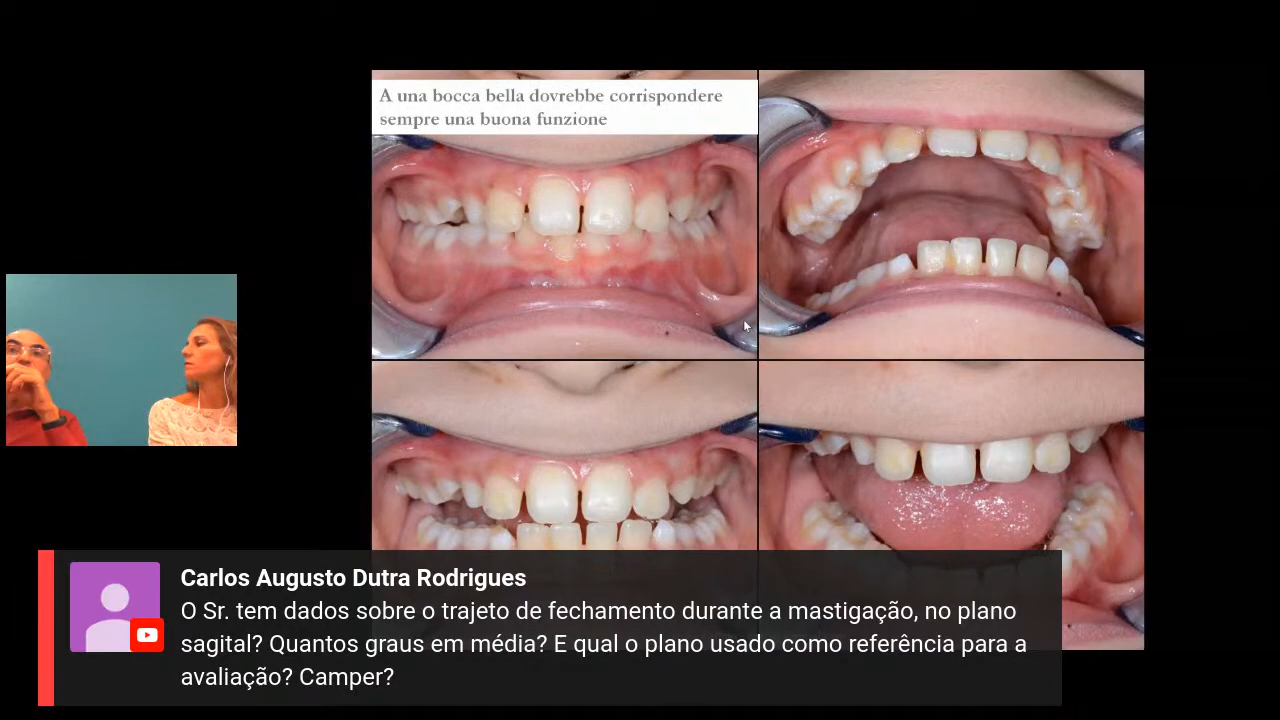 A una bocca bella dovrebbe corrispondere
sempre una buona funzione
Carlos Augusto Dutra Rodrigues
O Sr. tem dados sobre o trajeto de fechamento durante a mastigação, no plano
sagital? Quantos graus em média? E qual o plano usado como referência para a
avaliação? Camper?